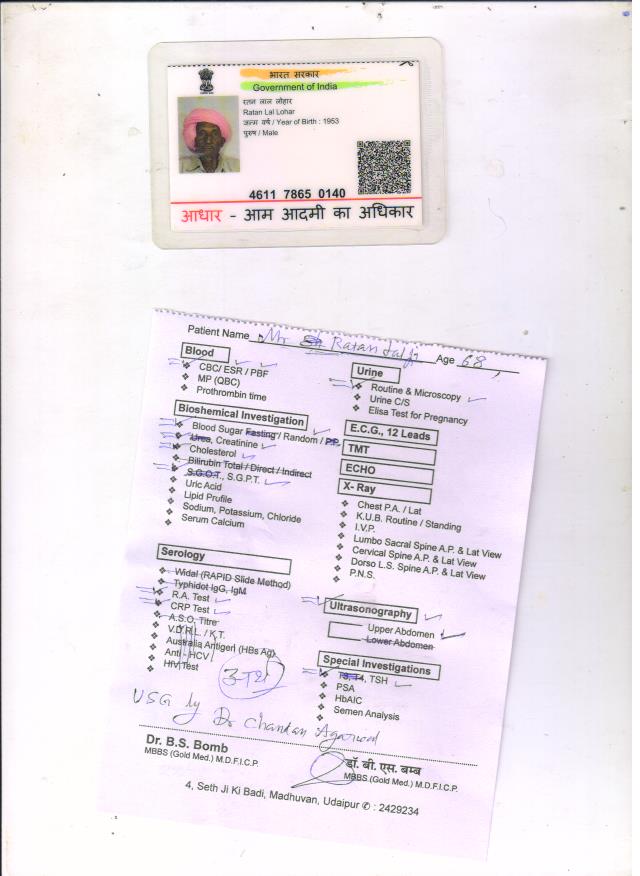 भारत सरकार
Government of India
रतन लाल लोहार
Ratan Lal Lohar
जन्म वर्ष / Year of Birth : 1953
पुरुष / Male
4611 7865 0140
आधार - आम आदमी का अधिकार
Patient Name Mr Ratan Lal ji Age 68
Blood
CBC/ ESR / PBF
MP (QBC)
Prothrombin time
Bioshemical Investigation
Blood Sugar Fasting / Random / P.P.
Urea, Creatinine
Cholesterol
Bilirubin Total / Direct / Indirect
S.G.O.T., S.G.P.T.
Uric Acid
Lipid Profile
Sodium, Potassium, Chloride
Serum Calcium
Serology
Widal (RAPID Slide Method)
Typhidot IgG, IgM
R.A. Test
CRP Test
A.S.O. Titre
V.D.R.L. / K.T.
Australia Antigen (HBs Ag)
Anti - HCV
HIV Test
Urine
Routine & Microscopy
Urine C/S
Elisa Test for Pregnancy
E.C.G., 12 Leads
TMT
ECHO
X- Ray
Chest P.A. / Lat
K.U.B. Routine / Standing
I.V.P.
Lumbo Sacral Spine A.P. & Lat View
Cervical Spine A.P. & Lat View
Dorso L.S. Spine A.P. & Lat View
P.N.S.
Ultrasonography
Upper Abdomen
Lower Abdomen
Special Investigations
T3, T4, TSH
PSA
HbAIC
Semen Analysis
USG by Dr Chandan Agarwal
Dr. B.S. Bomb
MBBS (Gold Med.) M.D.F.I.C.P.
डॉ. बी. एस. बम्ब
MBBS (Gold Med.) M.D.F.I.C.P.
4, Seth Ji Ki Badi, Madhuvan, Udaipur ✆ : 2429234